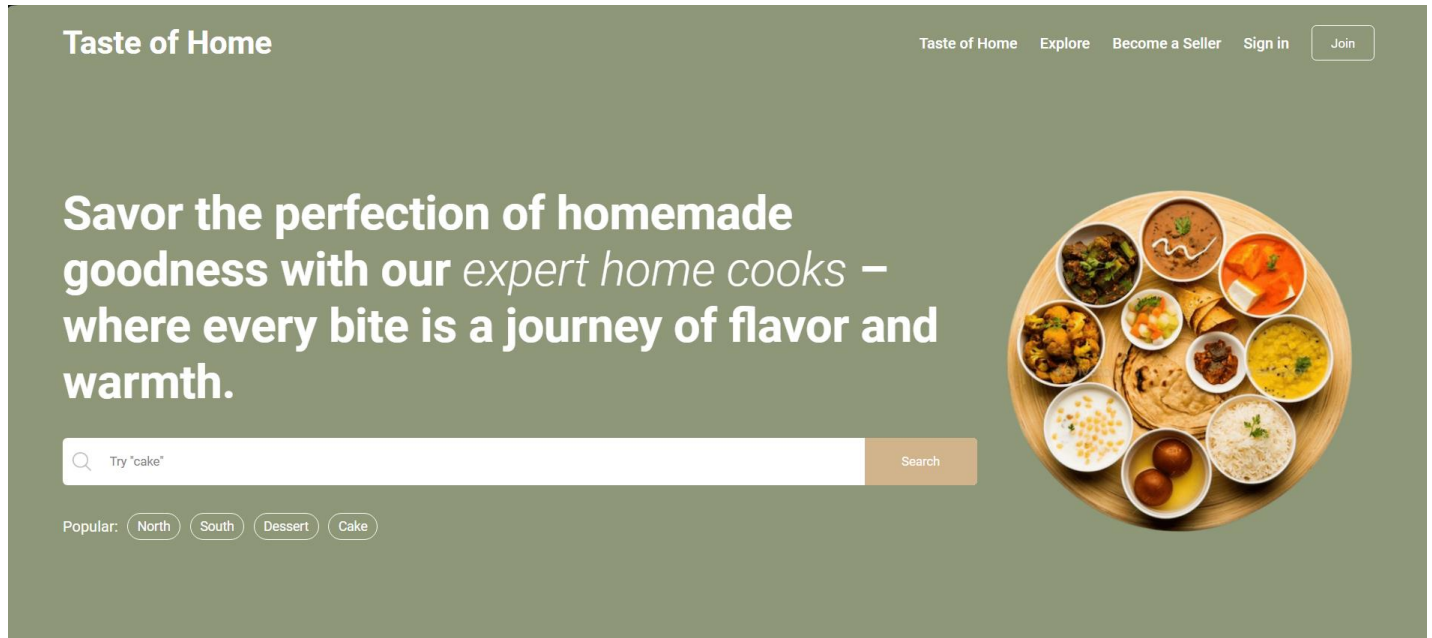 Taste of Home
Taste of Home Explore Become a Seller Sign in Join
Savor the perfection of homemade
goodness with our expert home cooks –
where every bite is a journey of flavor and
warmth.
Try "cake" Search
Popular: North South Dessert Cake